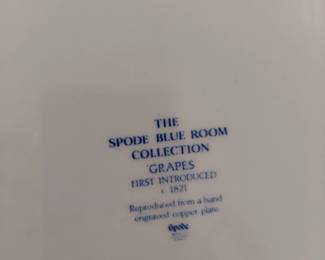 THE
SPODE BLUE ROOM
COLLECTION
'GRAPES'
FIRST INTRODUCED
c. 1821
Reproduced from a hand
engraved copper plate
Spode